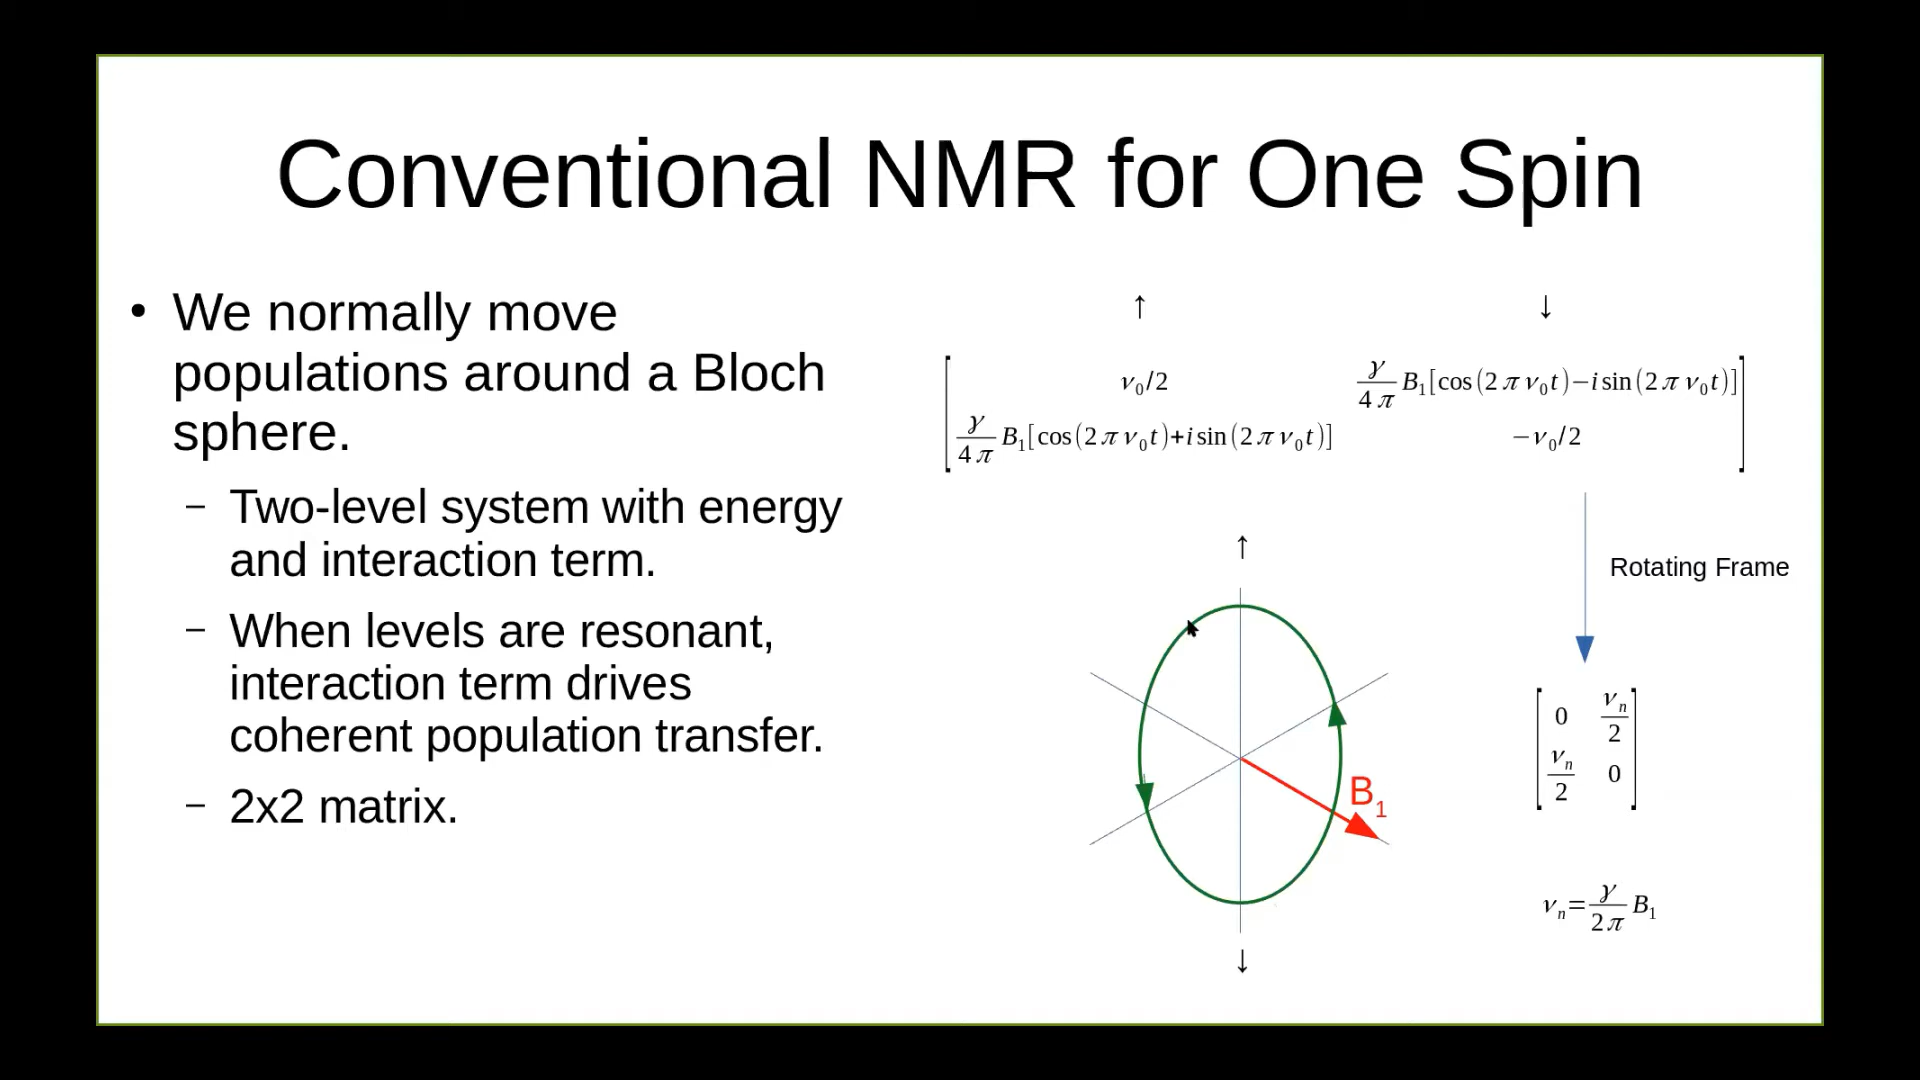 Conventional NMR for One Spin
• We normally move
populations around a Bloch
sphere.
– Two-level system with energy
and interaction term.
– When levels are resonant,
interaction term drives
coherent population transfer.
– 2x2 matrix.
↑ ↓
ν₀/2 γ/4π B₁[cos(2πν₀t)−i sin(2πν₀t)]
γ/4π B₁[cos(2πν₀t)+i sin(2πν₀t)] −ν₀/2
↑
Rotating Frame
B₁
↓
0 νₙ/2
νₙ/2 0
νₙ=γ/2π B₁